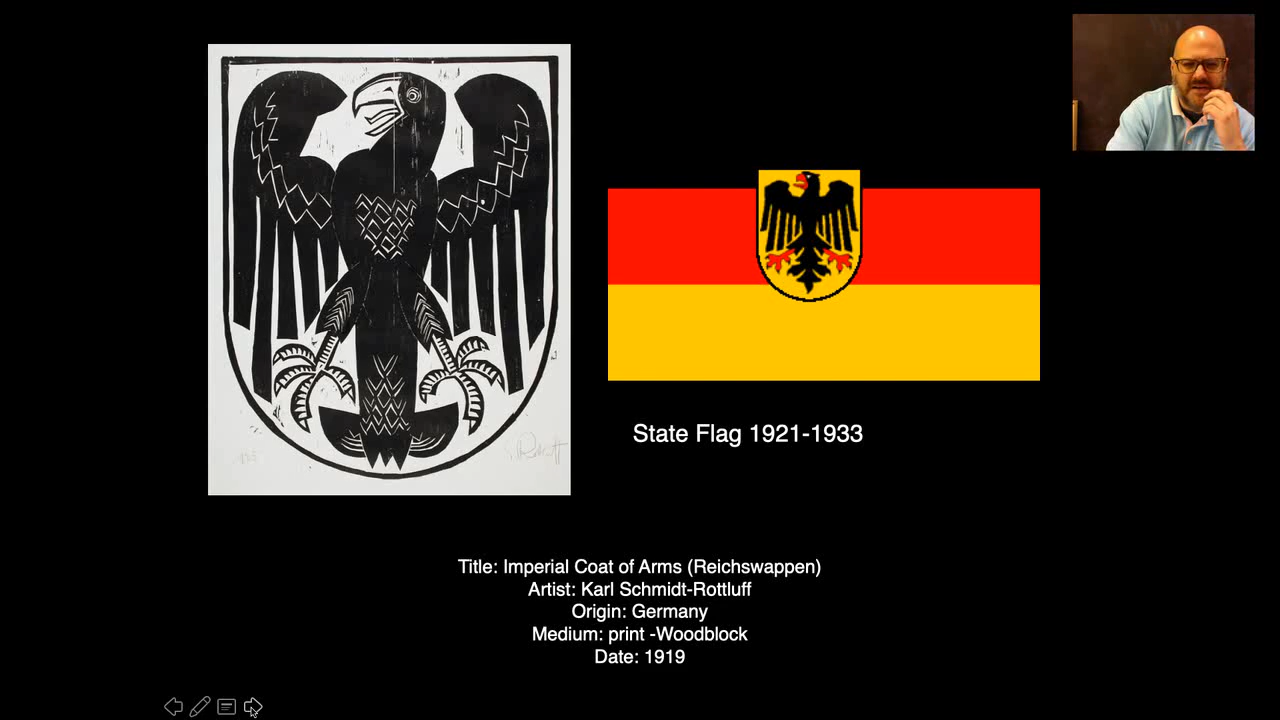 State Flag 1921-1933
Title: Imperial Coat of Arms (Reichswappen)
Artist: Karl Schmidt-Rottluff
Origin: Germany
Medium: print -Woodblock
Date: 1919